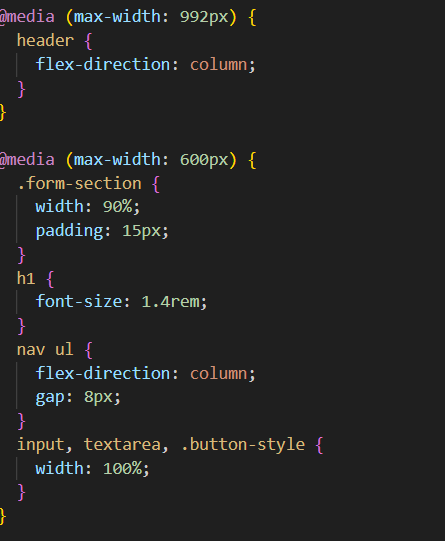 @media (max-width: 992px) {
header {
flex-direction: column;
}
}
@media (max-width: 600px) {
.form-section {
width: 90%;
padding: 15px;
}
h1 {
font-size: 1.4rem;
}
nav ul {
flex-direction: column;
gap: 8px;
}
input, textarea, .button-style {
width: 100%;
}
}